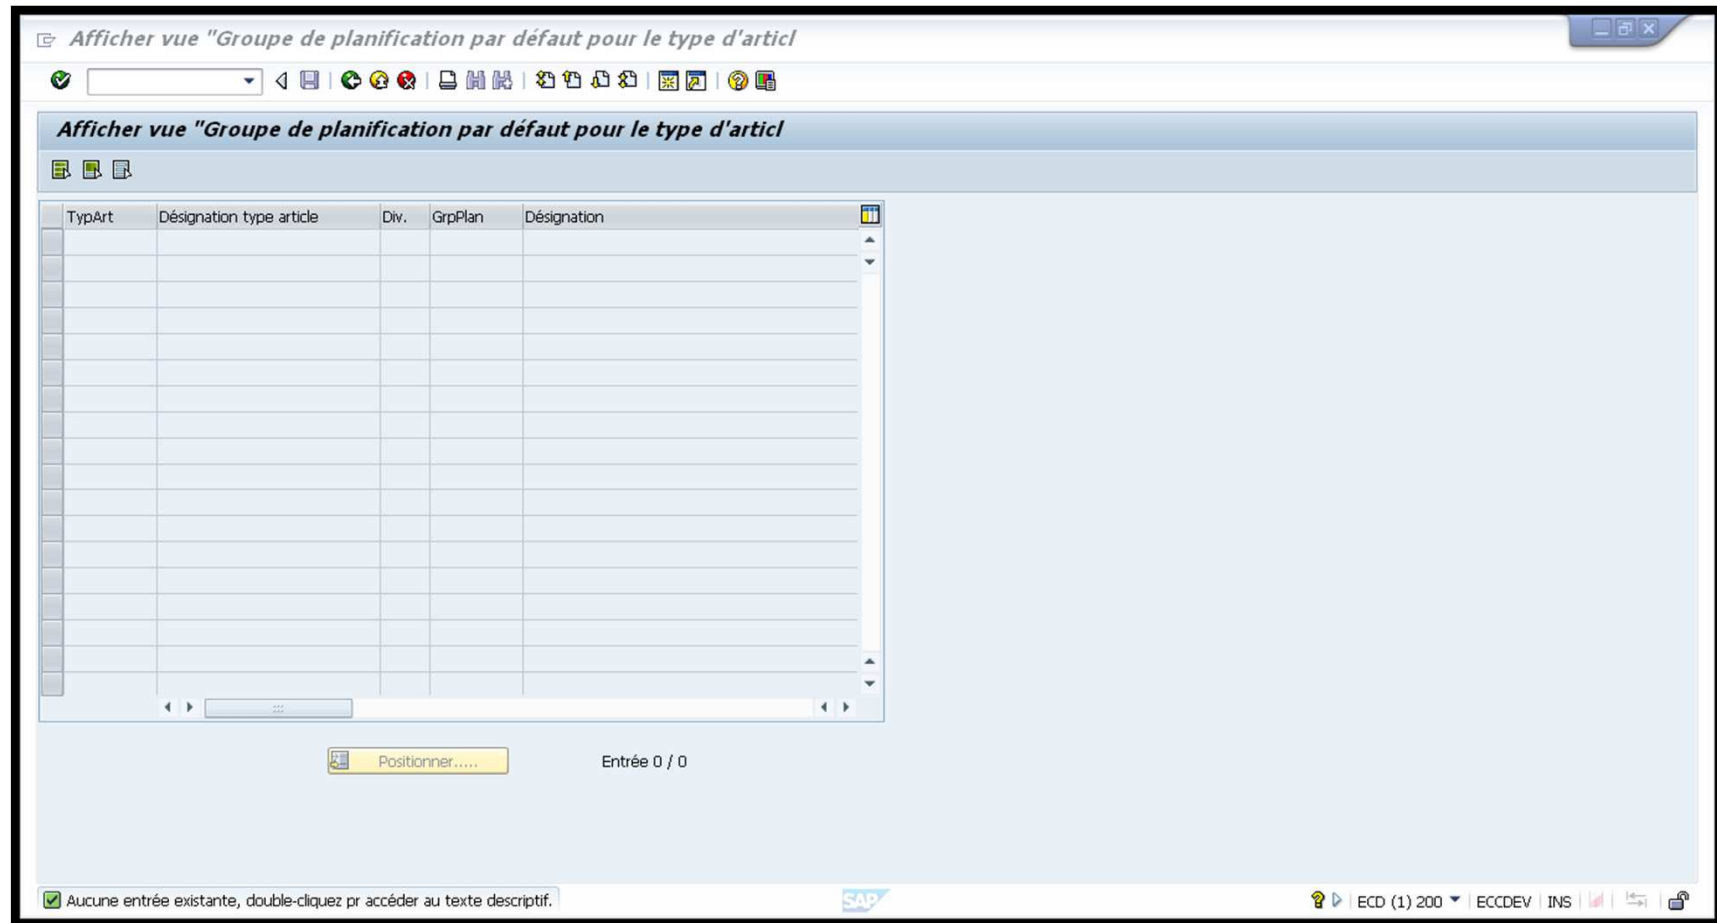 Afficher vue "Groupe de planification par défaut pour le type d'articl
Afficher vue "Groupe de planification par défaut pour le type d'articl
TypArt Désignation type article Div. GrpPlan Désignation
Positionner..... Entrée 0 / 0
Aucune entrée existante, double-cliquez pr accéder au texte descriptif. SAP ECD (1) 200 ECCDEV INS